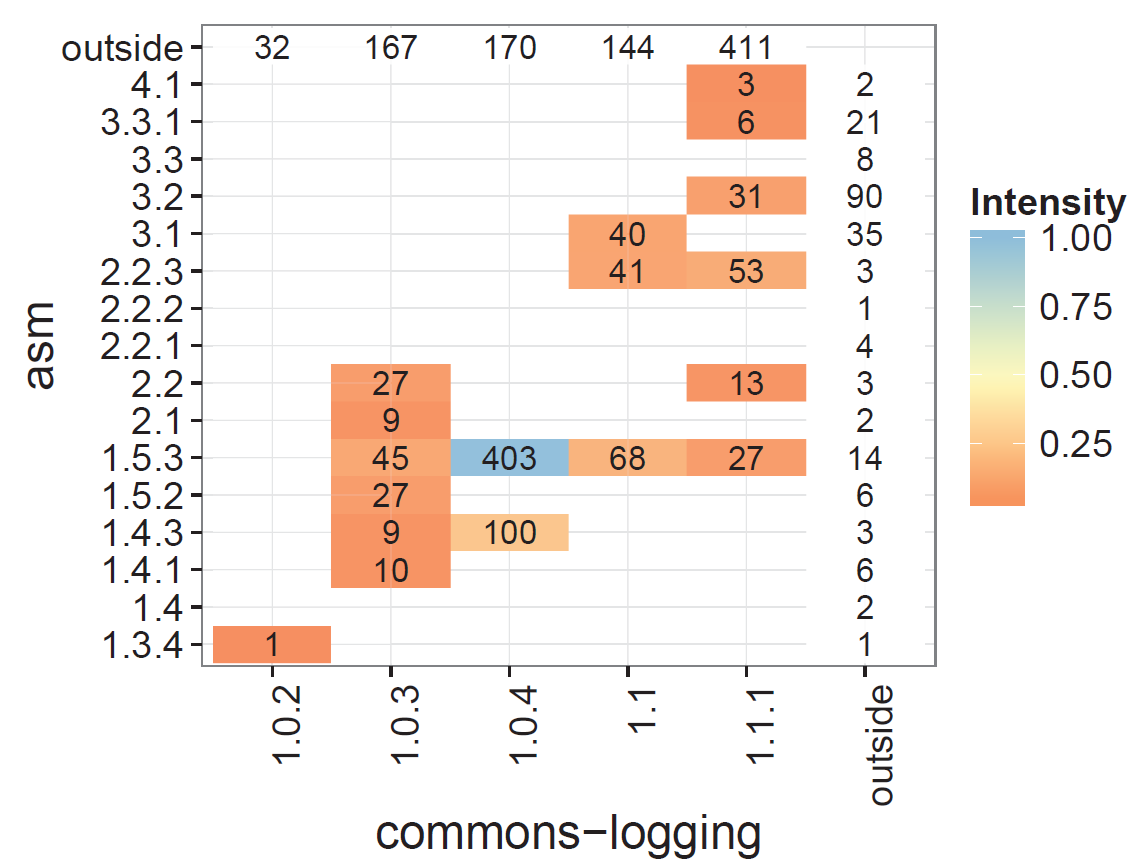 outside 32 167 170 144 411
4.1 3 2
3.3.1 6 21
3.3 8
3.2 31 90
3.1 40 35
2.2.3 41 53 3
2.2.2 1
2.2.1 4
2.2 27 13 3
2.1 9 2
1.5.3 45 403 68 27 14
1.5.2 27 6
1.4.3 9 100 3
1.4.1 10 6
1.4 2
1.3.4 1 1
asm
1.0.2 1.0.3 1.0.4 1.1 1.1.1 outside
commons−logging
Intensity
1.00
0.75
0.50
0.25